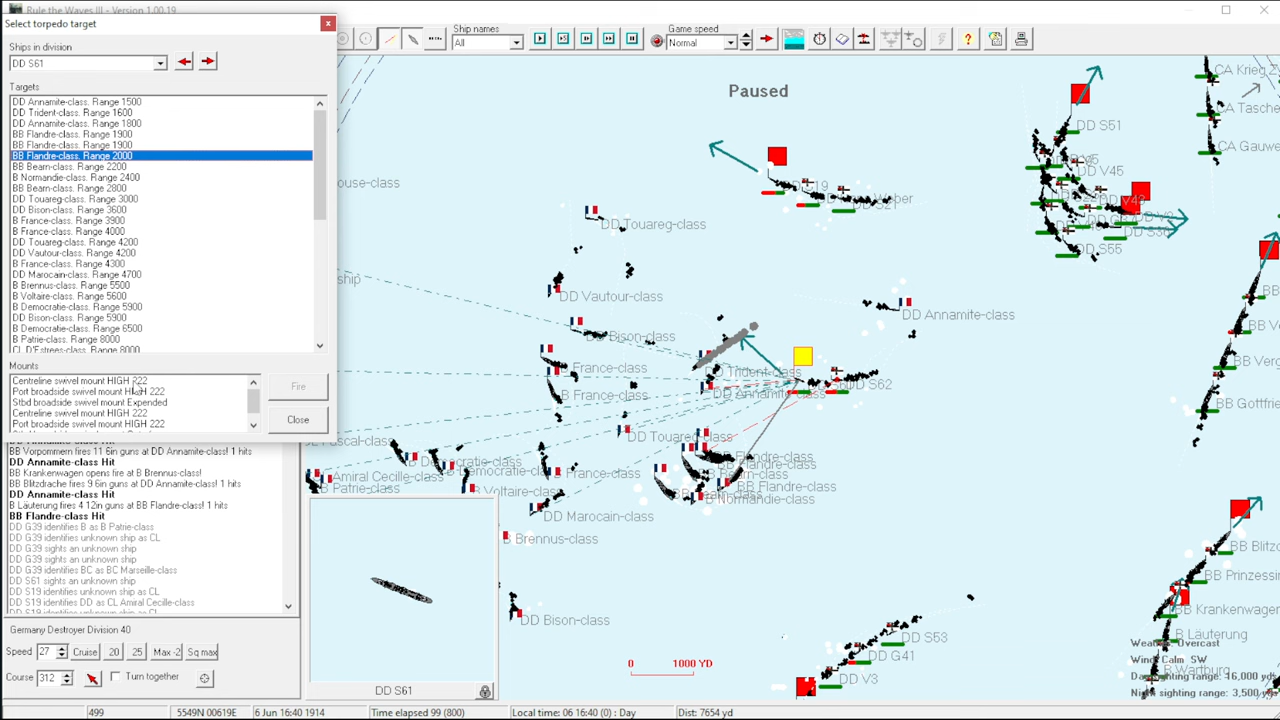 Rule the Waves III - Version 1.00.19
Select torpedo target
Ships in division
DD S61
Targets
DD Annamite-class. Range 1500
DD Trident-class. Range 1600
DD Annamite-class. Range 1800
BB Flandre-class. Range 1900
BB Flandre-class. Range 1900
BB Flandre-class. Range 2000
BB Bearn-class. Range 2200
B Normandie-class. Range 2400
BB Bearn-class. Range 2800
DD Touareg-class. Range 3000
DD Bison-class. Range 3600
B France-class. Range 3900
B France-class. Range 4000
DD Touareg-class. Range 4200
DD Vautour-class. Range 4200
B France-class. Range 4300
DD Marocain-class. Range 4700
B Brennus-class. Range 5500
B Voltaire-class. Range 5600
B Democratie-class. Range 5900
DD Bison-class. Range 5900
B Democratie-class. Range 6500
B Patrie-class. Range 8000
CL D'Estrees-class. Range 8000
Mounts
Centreline swivel mount HIGH 222
Port broadside swivel mount HIGH 222
Stbd broadside swivel mount Expended
Centreline swivel mount HIGH 222
Port broadside swivel mount HIGH 222
Fire
Close
Ship names
All
Game speed
Normal
Paused
BB Vorpommern fires 11 6in guns at DD Annamite-class! 1 hits
DD Annamite-class Hit
BB Krankenwagen opens fire at B Brennus-class!
BB Blitzdrache fires 9 6in guns at DD Annamite-class! 1 hits
DD Annamite-class Hit
B Läuterung fires 4 12in guns at BB Flandre-class! 1 hits
BB Flandre-class Hit
DD G39 identifies B as B Patrie-class
DD G39 identifies unknown ship as CL
DD G39 sights an unknown ship
DD G39 sights an unknown ship
DD G39 identifies BC as BC Marseille-class
DD S61 sights an unknown ship
DD S19 identifies unknown ship as CL
DD S19 identifies DD as CL Amiral Cecille-class
DD S19 sights an unknown ship
Germany Destroyer Division 40
Speed 27 Cruise 20 25 Max -2 Sq max
Course 312 Turn together
DD S61
DD S51
DD V45
DD S36
DD S55
DD S19
Weber
DD S21
DD Touareg-class
DD Vautour-class
DD Bison-class
DD Annamite-class
B France-class
B France-class
DD Trident-class
DD Annamite-class
DD S62
DD Touareg-class
BB Flandre-class
BB Flandre-class
BB Flandre-class
B Normandie-class
Amiral Cecille-class
B Patrie-class
B Voltaire-class
B France-class
DD Marocain-class
B Brennus-class
DD Bison-class
DD S53
DD G41
DD V3
BB Prinzessin
BB Krankenwagen
B Läuterung
B Wartburg
0 1000 YD
Weather Overcast
Wind Calm SW
Day sighting range: 16,000 yds
Night sighting range: 3,500 yds
499
5549N 00619E
6 Jun 16:40 1914
Time elapsed 99 (800)
Local time: 06 16:40 (0) : Day
Dist: 7654 yd